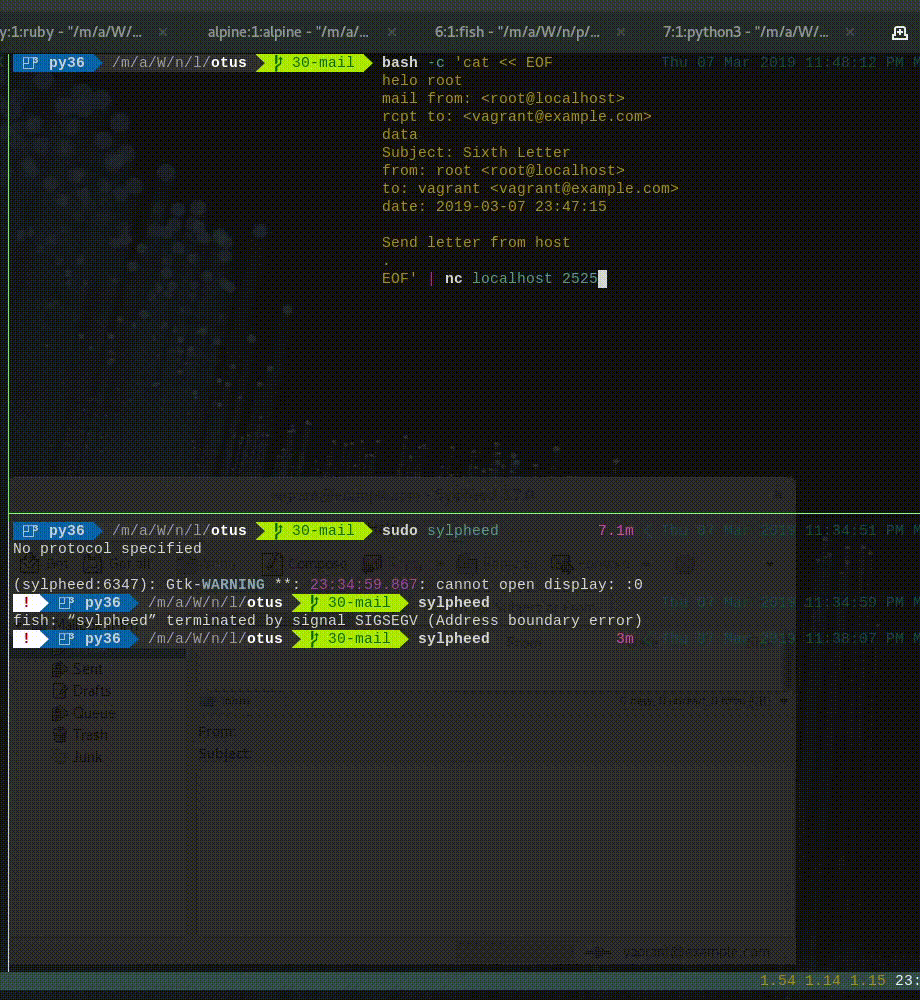 y:1:ruby - "/m/a/W/... × alpine:1:alpine - "/m/a/... × 6:1:fish - "/m/a/W/n/p/... × 7:1:python3 - "/m/a/W/... ×
py36 /m/a/W/n/l/otus 30-mail bash -c 'cat << EOF Thu 07 Mar 2019 11:48:12 PM M
helo root
mail from: <root@localhost>
rcpt to: <vagrant@example.com>
data
Subject: Sixth Letter
from: root <root@localhost>
to: vagrant <vagrant@example.com>
date: 2019-03-07 23:47:15
Send letter from host
.
EOF' | nc localhost 2525
py36 /m/a/W/n/l/otus 30-mail sudo sylpheed 7.1m < Thu 07 Mar 2019 11:34:51 PM M
No protocol specified
Get Get all Compose
(sylpheed:6347): Gtk-WARNING **: 23:34:59.867: cannot open display: :0
! py36 /m/a/W/n/l/otus 30-mail sylpheed Thu 07 Mar 2019 11:34:59 PM M
fish: “sylpheed” terminated by signal SIGSEGV (Address boundary error)
! py36 /m/a/W/n/l/otus 30-mail sylpheed 3m < Thu 07 Mar 2019 11:38:07 PM M
Sent
Drafts
Queue
Trash
Junk
From:
Subject:
vagrant@example.com
1.54 1.14 1.15 23: